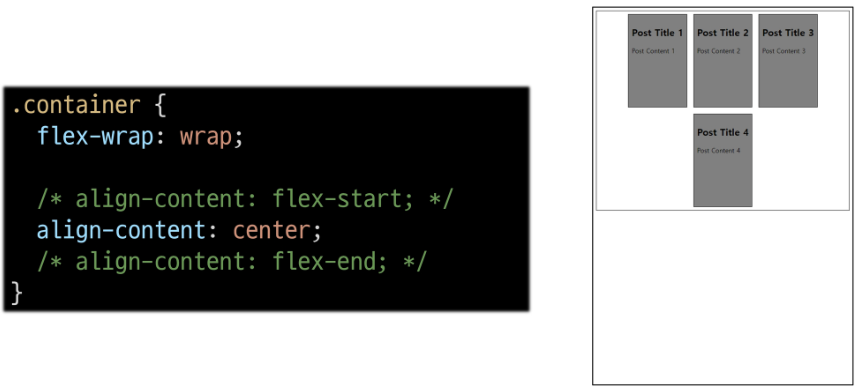 .container {
flex-wrap: wrap;
/* align-content: flex-start; */
align-content: center;
/* align-content: flex-end; */
}
Post Title 1 Post Title 2 Post Title 3
Post Content 1 Post Content 2 Post Content 3
Post Title 4
Post Content 4